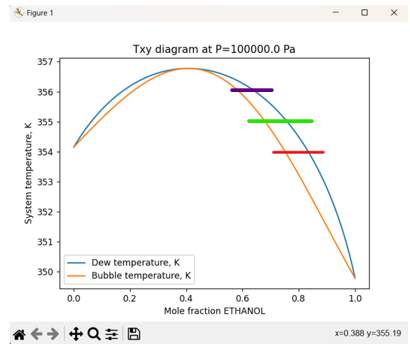 Figure 1
Txy diagram at P=100000.0 Pa
357
356
355
354
353
352
351
350
System temperature, K
Dew temperature, K
Bubble temperature, K
0.0 0.2 0.4 0.6 0.8 1.0
Mole fraction ETHANOL
x=0.388 y=355.19